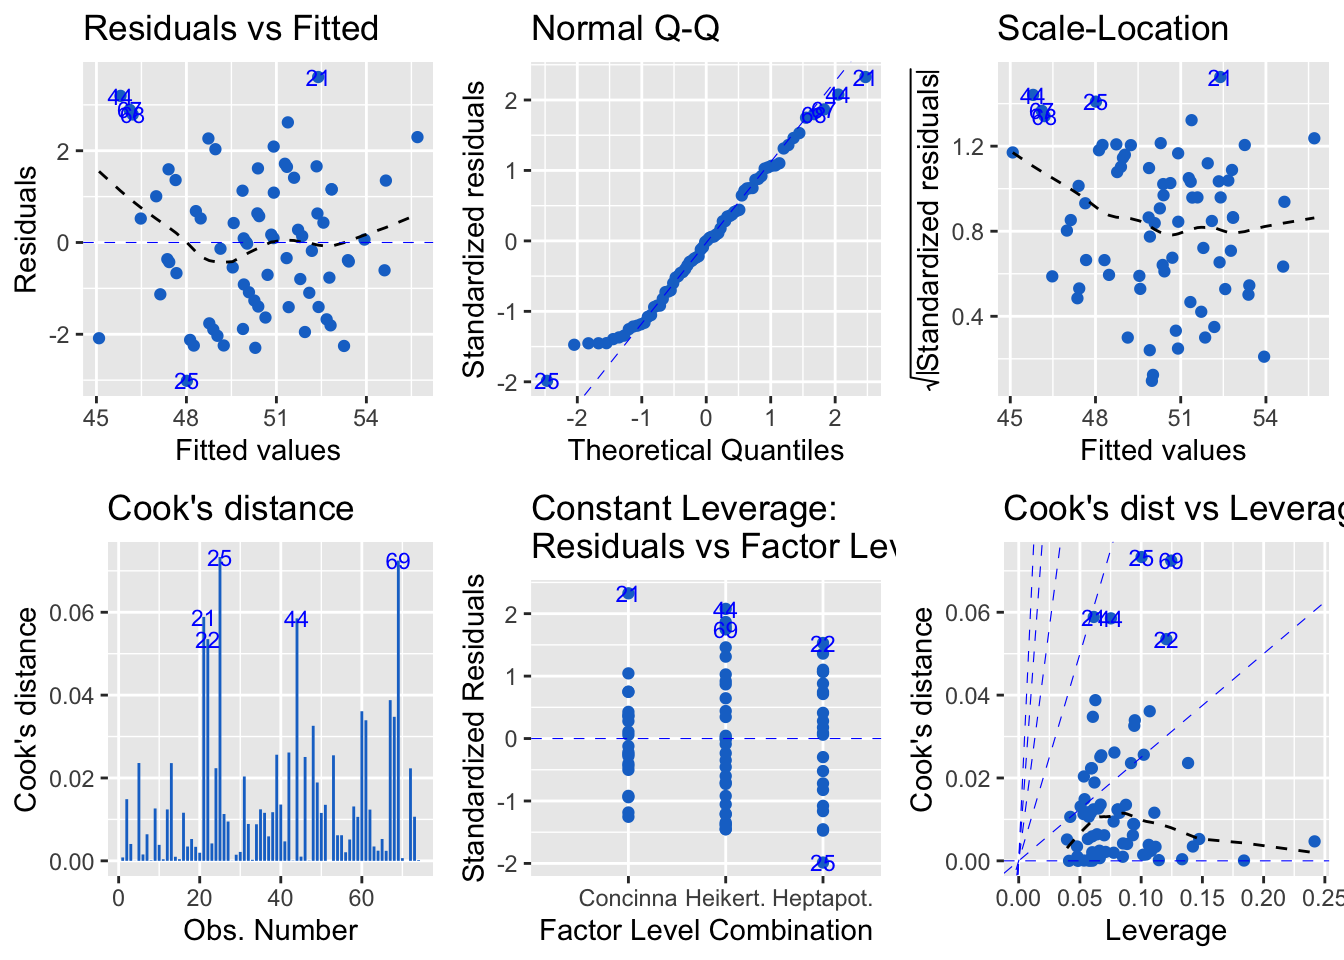 Residuals vs Fitted
Residuals
2
0
-2
45 48 51 54
Fitted values
44
67
68
21
25
Normal Q-Q
Standardized residuals
2
1
0
-1
-2
-2 -1 0 1 2
Theoretical Quantiles
21
44
67
68
25
Scale-Location
√|Standardized residuals|
1.2
0.8
0.4
45 48 51 54
Fitted values
21
44
25
67
68
Cook's distance
Cook's distance
0.06
0.04
0.02
0.00
0 20 40 60
Obs. Number
25
69
21
44
22
Constant Leverage:
Residuals vs Factor Lev
Standardized Residuals
2
1
0
-1
-2
Concinna Heikert. Heptapot.
Factor Level Combination
21
44
69
22
25
Cook's dist vs Leverag
Cook's distance
0.06
0.04
0.02
0.00
0.00 0.05 0.10 0.15 0.20 0.25
Leverage
25
69
21
44
22